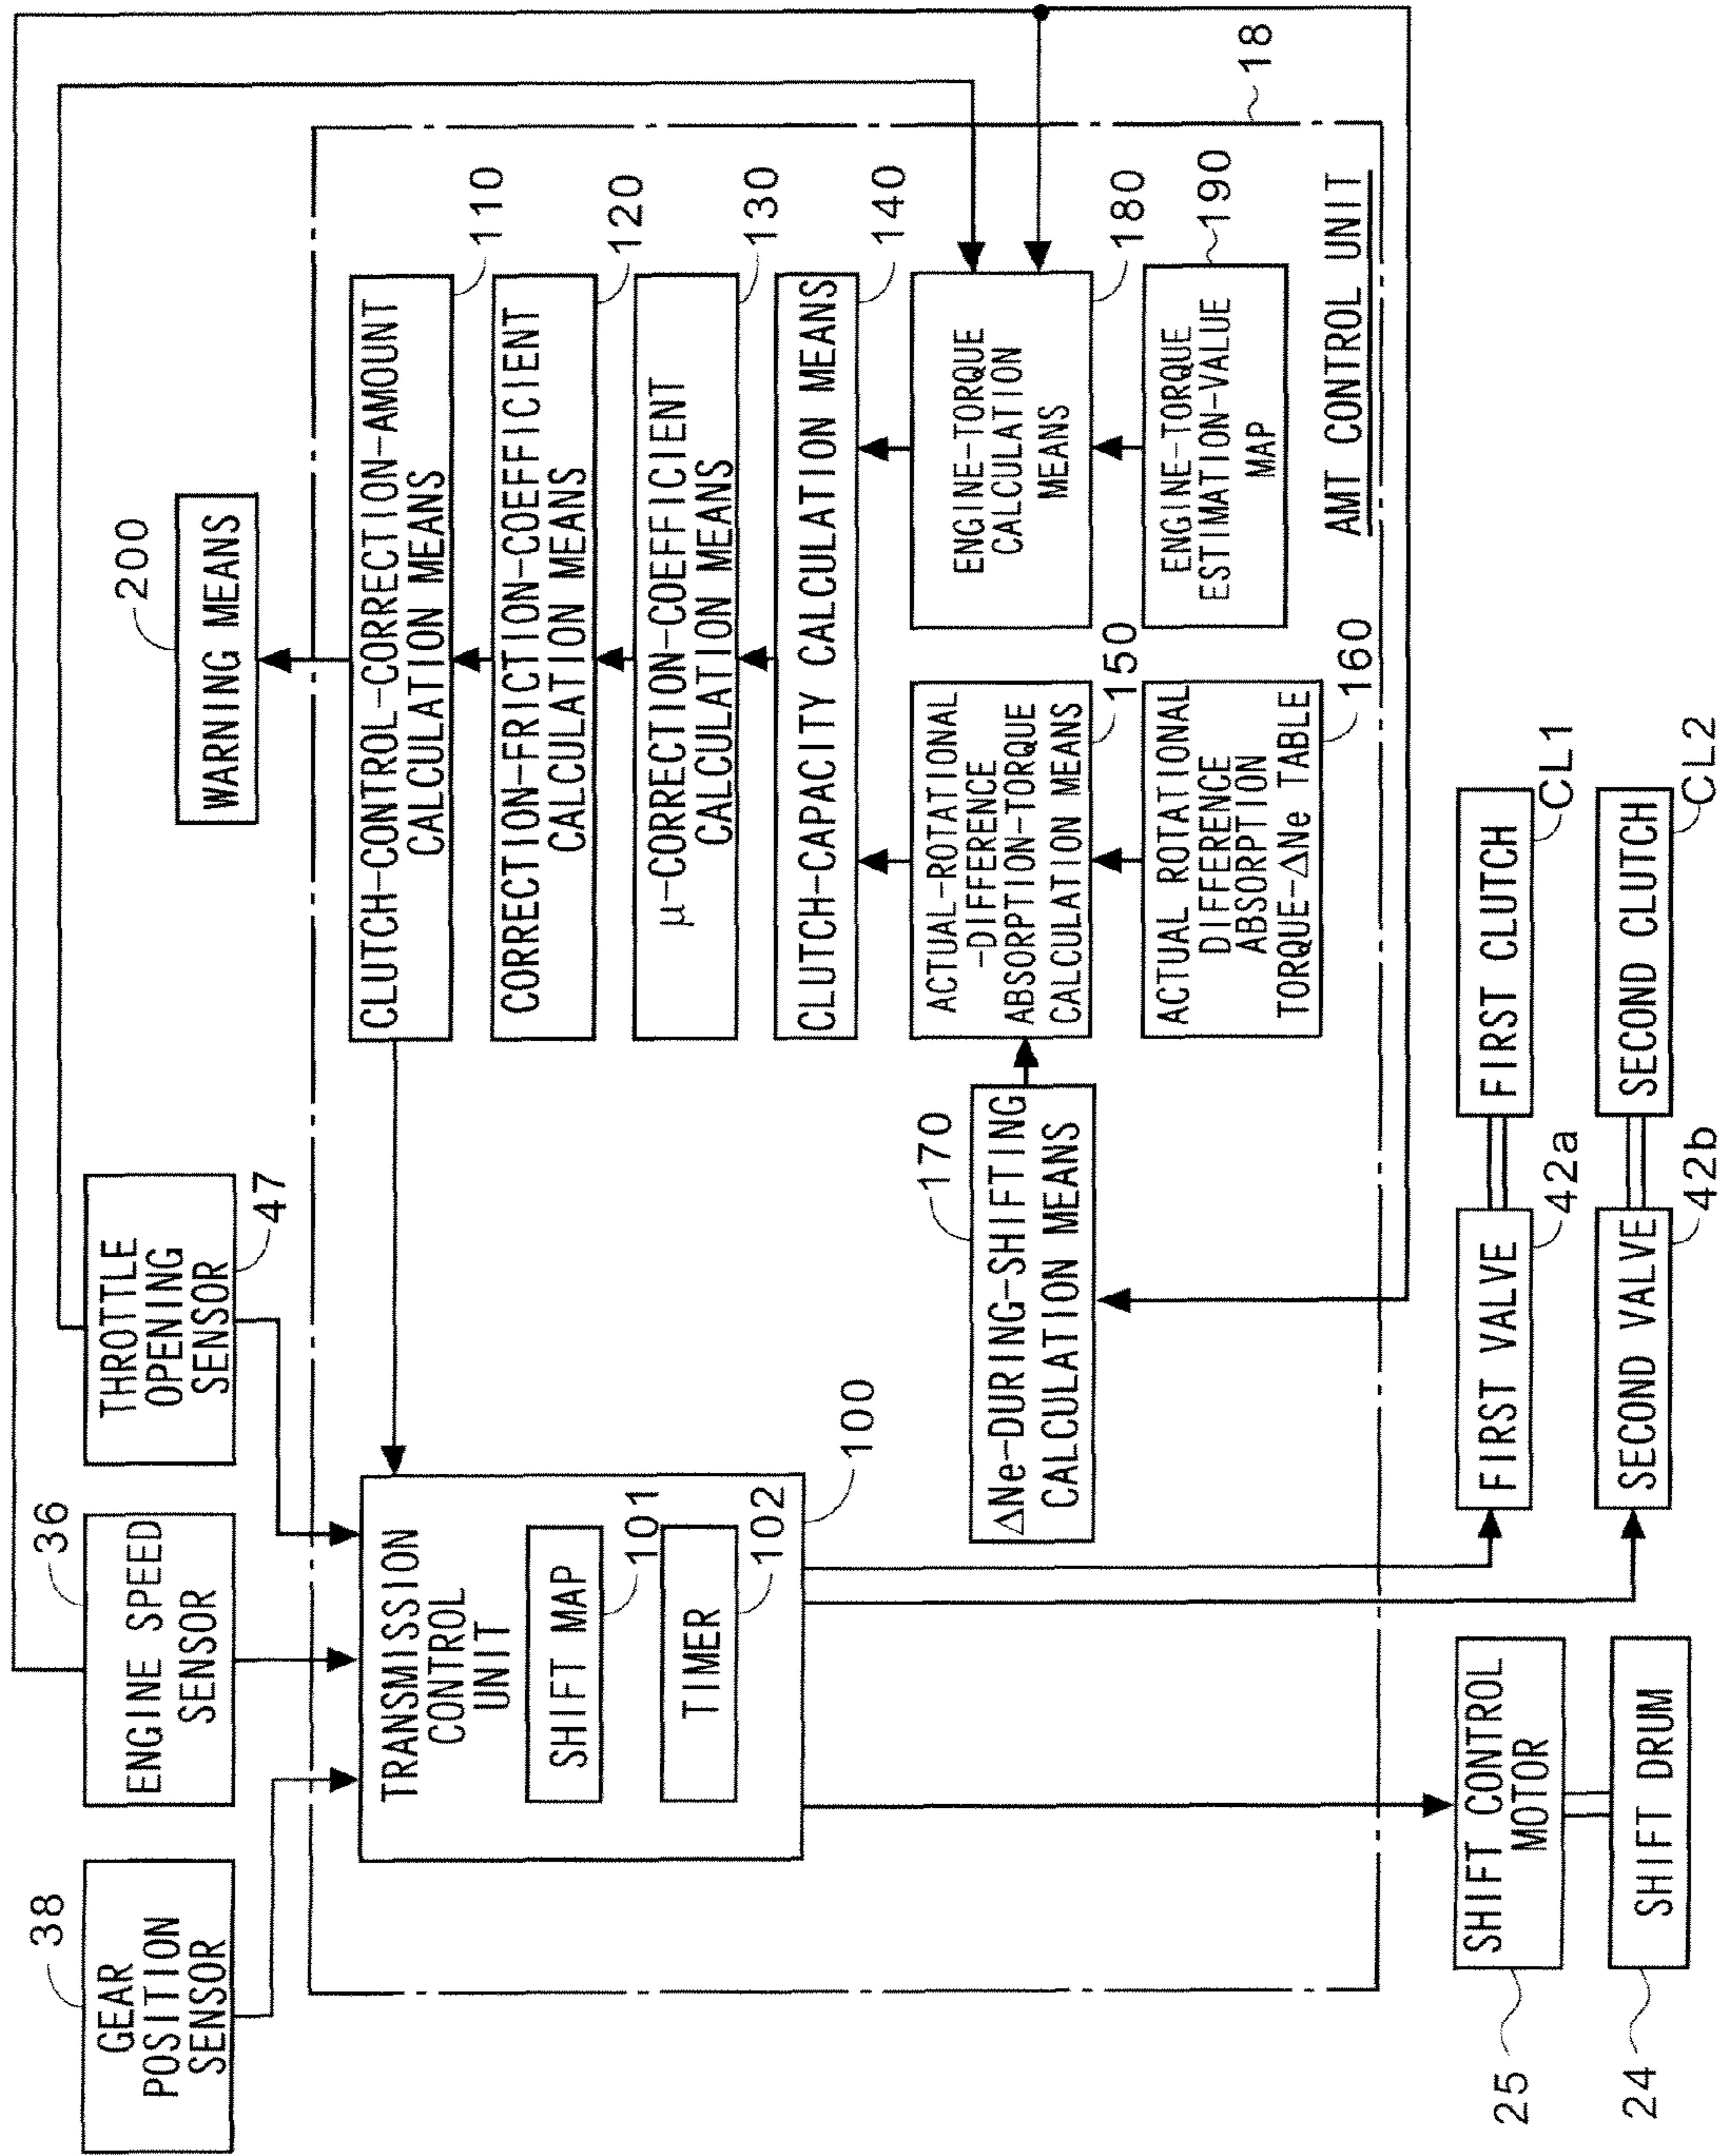 38
GEAR
POSITION
SENSOR
36
ENGINE SPEED
SENSOR
THROTTLE
OPENING
SENSOR
47
200
WARNING MEANS
18
TRANSMISSION
CONTROL
UNIT
SHIFT MAP
101
TIMER
102
100
CLUTCH-CONTROL-CORRECTION-AMOUNT
CALCULATION MEANS
110
CORRECTION-FRICTION-COEFFICIENT
CALCULATION MEANS
120
μ-CORRECTION-COEFFICIENT
CALCULATION MEANS
130
CLUTCH-CAPACITY CALCULATION MEANS
140
170
ΔNe-DURING-SHIFTING
CALCULATION MEANS
ACTUAL-ROTATIONAL
-DIFFERENCE
ABSORPTION-TORQUE
CALCULATION MEANS
150
ENGINE-TORQUE
CALCULATION
MEANS
180
ACTUAL ROTATIONAL
DIFFERENCE
ABSORPTION
TORQUE-ΔNe TABLE
160
ENGINE-TORQUE
ESTIMATION-VALUE
MAP
190
AMT CONTROL UNIT
SHIFT CONTROL
MOTOR
25
SHIFT DRUM
24
FIRST VALVE
42a
FIRST CLUTCH
CL1
SECOND VALVE
42b
SECOND CLUTCH
CL2